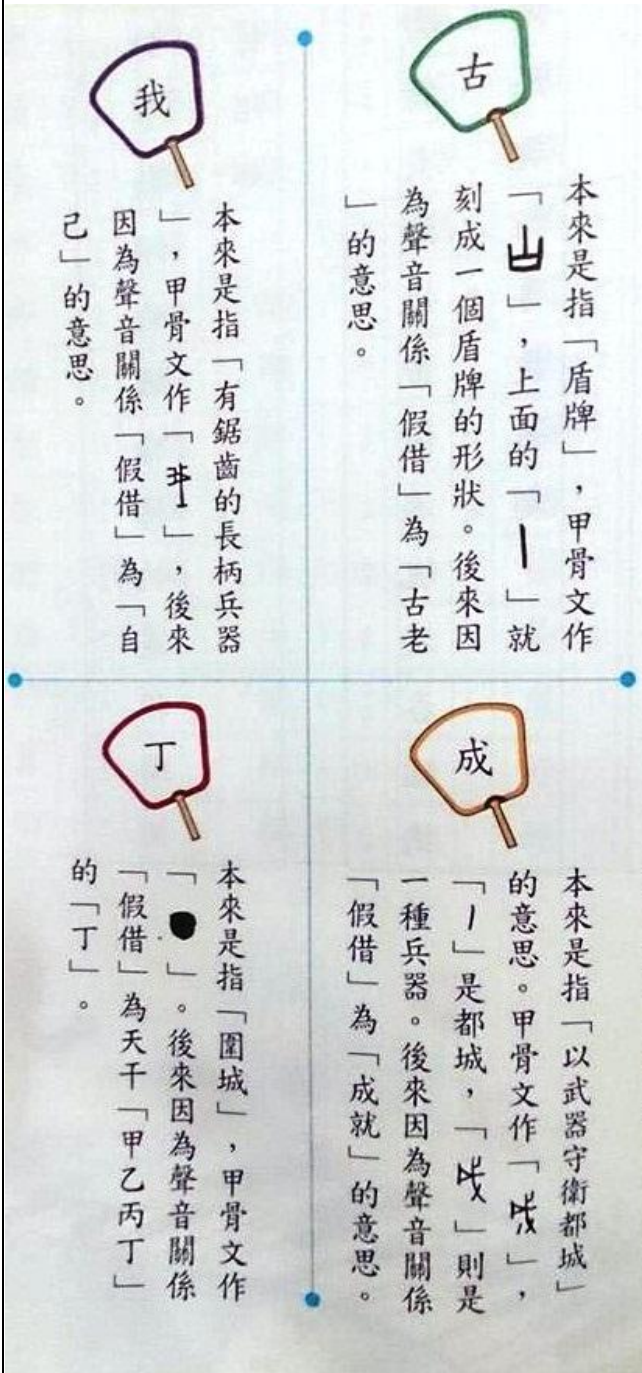 古
本來是指「盾牌」，甲骨文作
「」，上面的「〡」就
刻成一個盾牌的形狀。後來因
為聲音關係「假借」為「古老
」的意思。
我
本來是指「有鋸齒的長柄兵器
」，甲骨文作「」，後來
因為聲音關係「假借」為「自
己」的意思。
成
本來是指「以武器守衛都城」
的意思。甲骨文作「」，
「〡」是都城，「」則是
一種兵器。後來因為聲音關係
「假借」為「成就」的意思。
丁
本來是指「圍城」，甲骨文作
「●」。後來因為聲音關係
「假借」為天干「甲乙丙丁」
的「丁」。